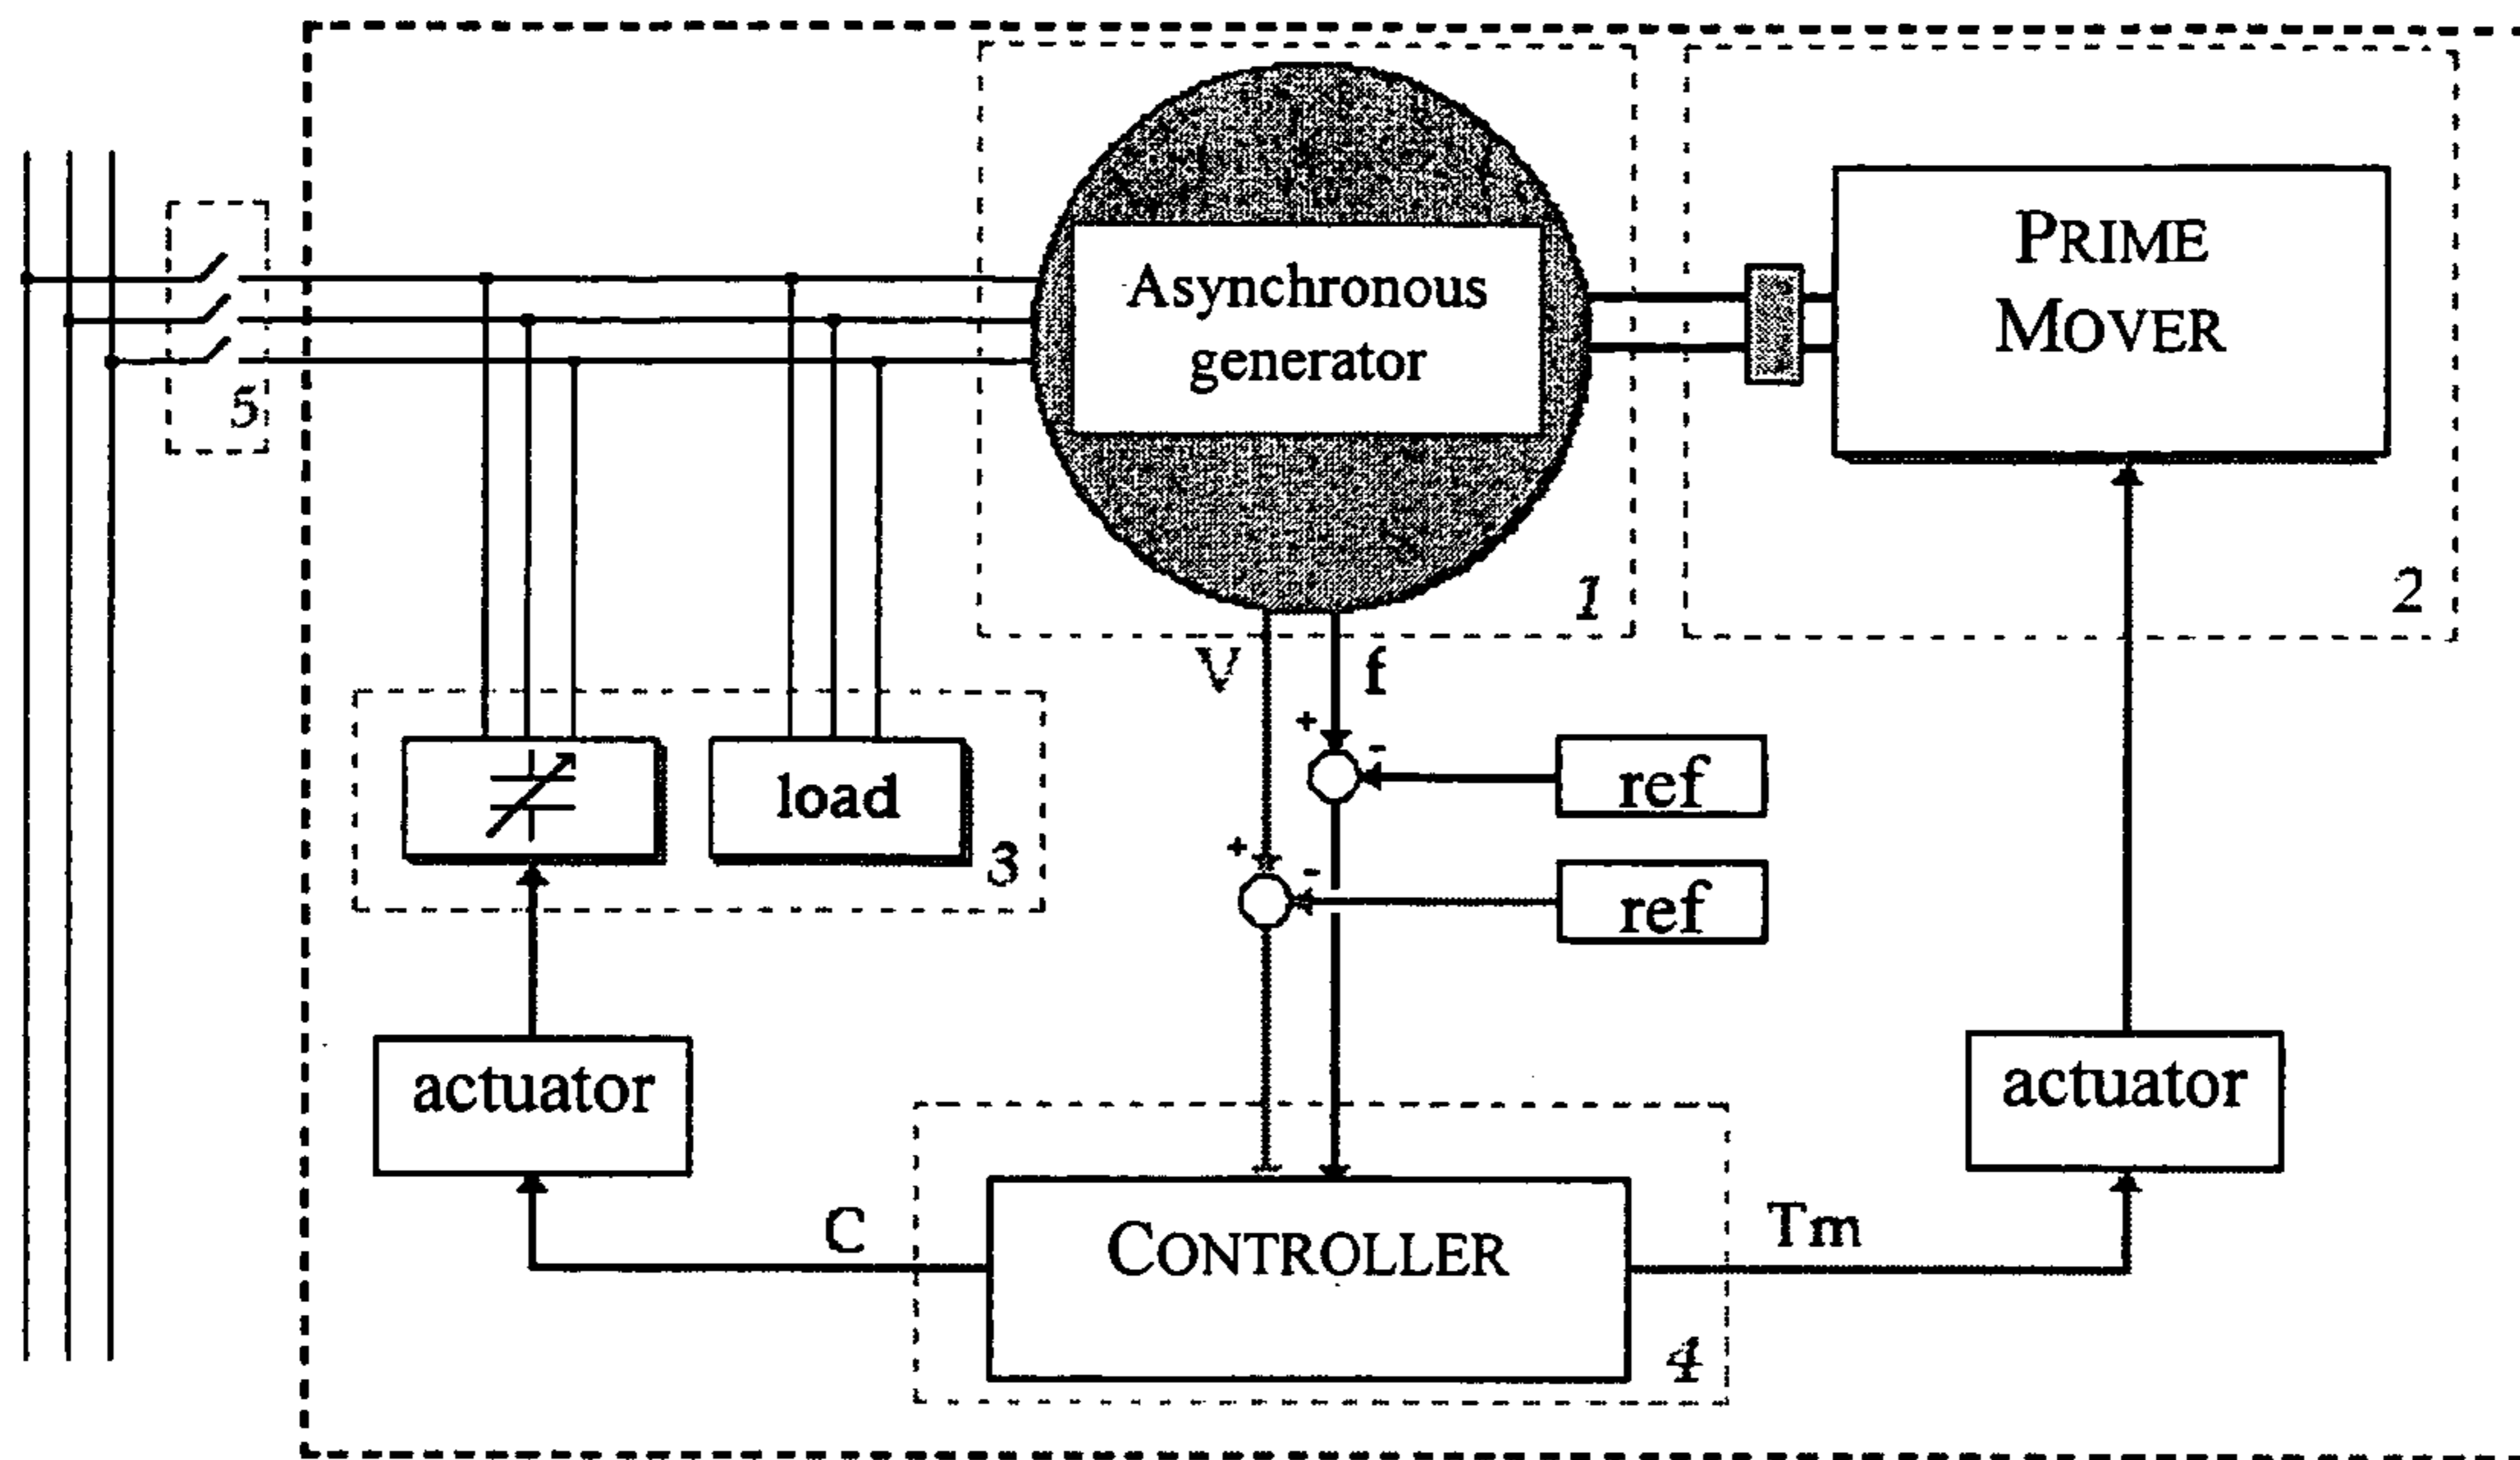 PRIME
MOVER
Asynchronous
generator
5
1
2
V
f
+
-
ref
load
3
+
-
ref
actuator
actuator
C
CONTROLLER
Tm
4